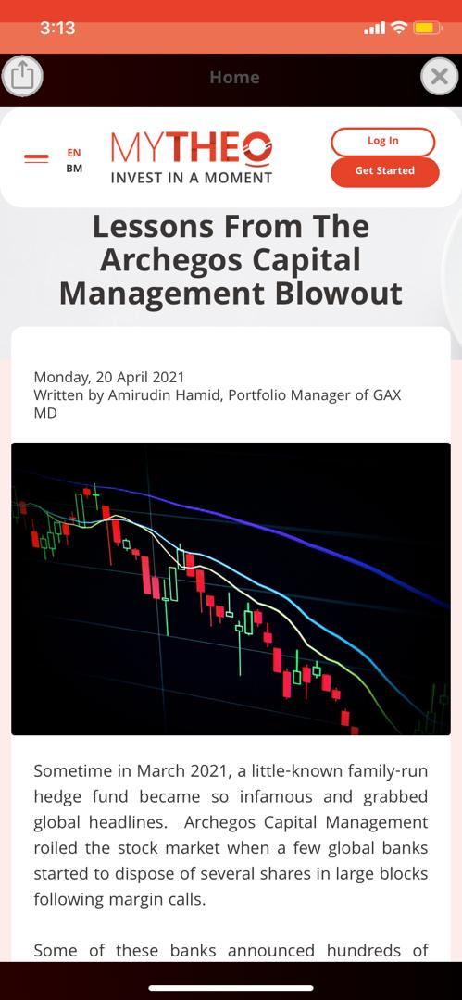 3:13
Home
EN
BM
MYTHEO
INVEST IN A MOMENT
Log In
Get Started
Lessons From The
Archegos Capital
Management Blowout
Monday, 20 April 2021
Written by Amirudin Hamid, Portfolio Manager of GAX
MD
Sometime in March 2021, a little-known family-run
hedge fund became so infamous and grabbed
global headlines. Archegos Capital Management
roiled the stock market when a few global banks
started to dispose of several shares in large blocks
following margin calls.
Some of these banks announced hundreds of